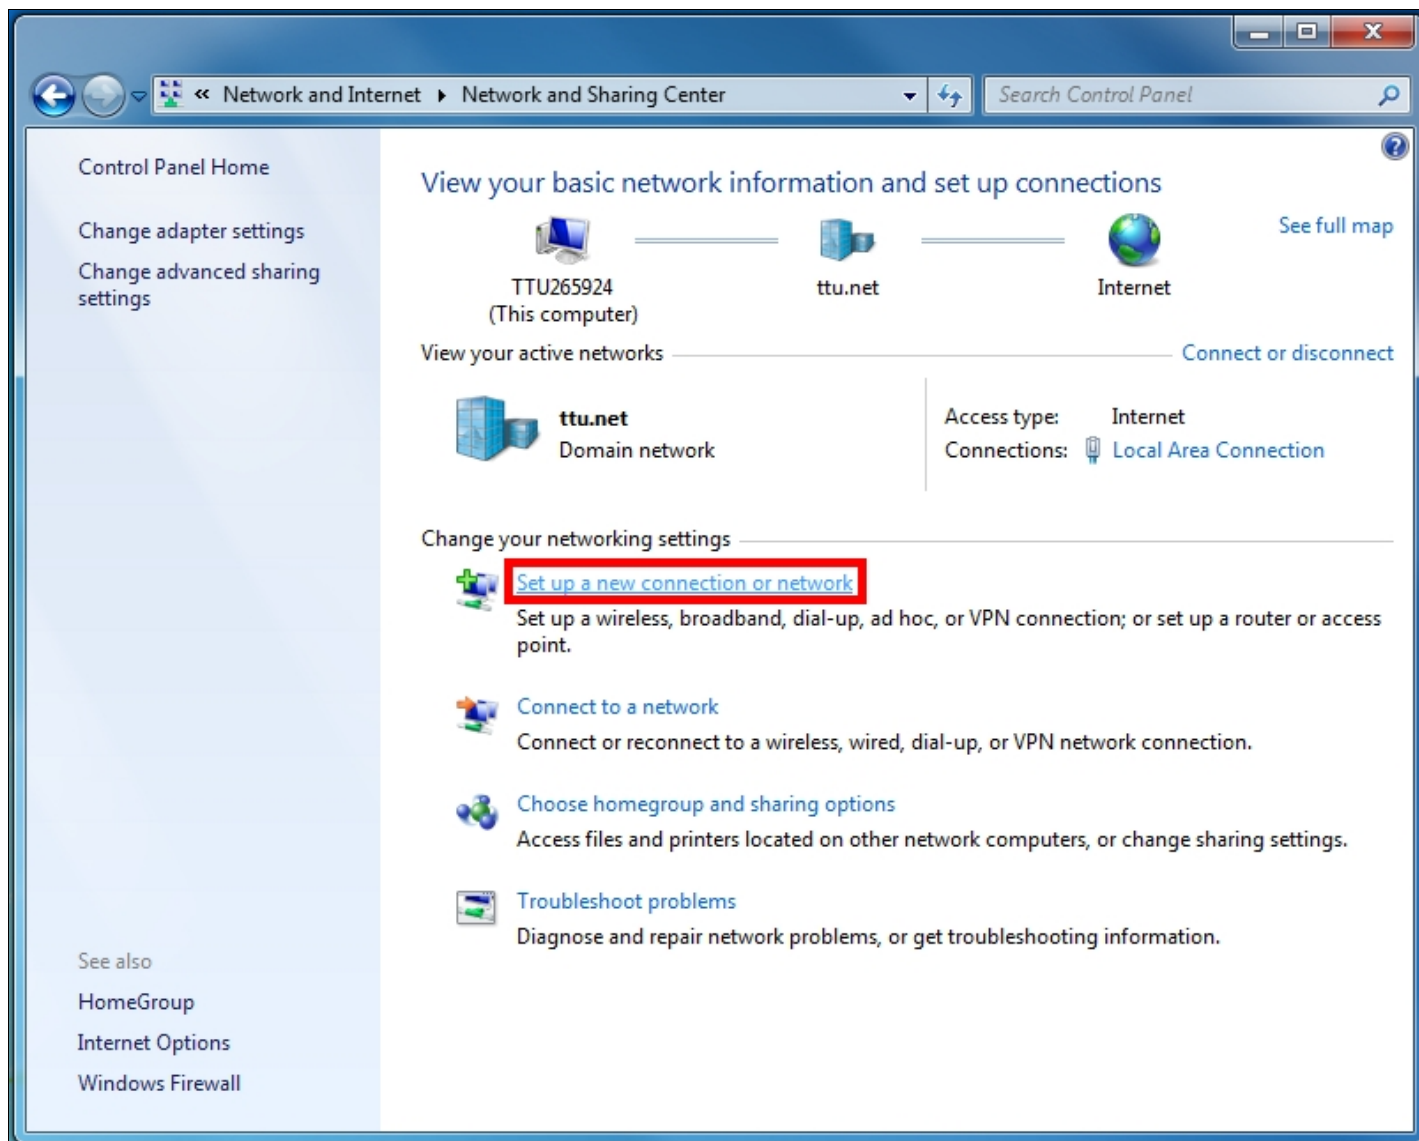 « Network and Internet ▸ Network and Sharing Center
Search Control Panel
Control Panel Home
Change adapter settings
Change advanced sharing
settings
See also
HomeGroup
Internet Options
Windows Firewall
View your basic network information and set up connections
See full map
TTU265924
(This computer)
ttu.net
Internet
View your active networks
Connect or disconnect
ttu.net
Domain network
Access type: Internet
Connections: Local Area Connection
Change your networking settings
Set up a new connection or network
Set up a wireless, broadband, dial-up, ad hoc, or VPN connection; or set up a router or access
point.
Connect to a network
Connect or reconnect to a wireless, wired, dial-up, or VPN network connection.
Choose homegroup and sharing options
Access files and printers located on other network computers, or change sharing settings.
Troubleshoot problems
Diagnose and repair network problems, or get troubleshooting information.